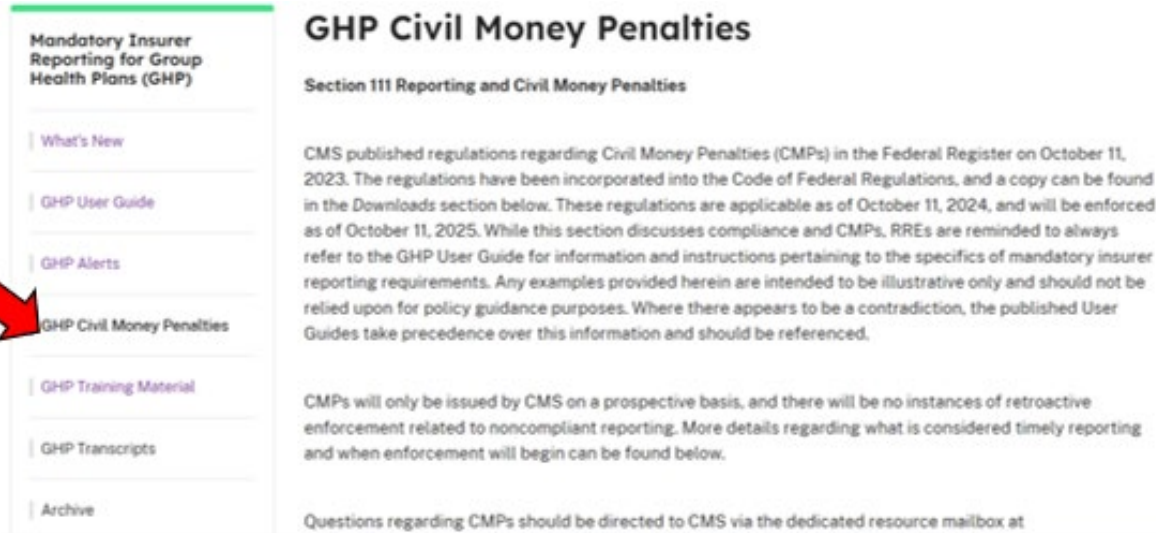 Mandatory Insurer
Reporting for Group
Health Plans (GHP)
What's New
GHP User Guide
GHP Alerts
GHP Civil Money Penalties
GHP Training Material
GHP Transcripts
Archive
GHP Civil Money Penalties
Section 111 Reporting and Civil Money Penalties
CMS published regulations regarding Civil Money Penalties (CMPs) in the Federal Register on October 11,
2023. The regulations have been incorporated into the Code of Federal Regulations, and a copy can be found
in the Downloads section below. These regulations are applicable as of October 11, 2024, and will be enforced
as of October 11, 2025. While this section discusses compliance and CMPs, RREs are reminded to always
refer to the GHP User Guide for information and instructions pertaining to the specifics of mandatory insurer
reporting requirements. Any examples provided herein are intended to be illustrative only and should not be
relied upon for policy guidance purposes. Where there appears to be a contradiction, the published User
Guides take precedence over this information and should be referenced.
CMPs will only be issued by CMS on a prospective basis, and there will be no instances of retroactive
enforcement related to noncompliant reporting. More details regarding what is considered timely reporting
and when enforcement will begin can be found below.
Questions regarding CMPs should be directed to CMS via the dedicated resource mailbox at